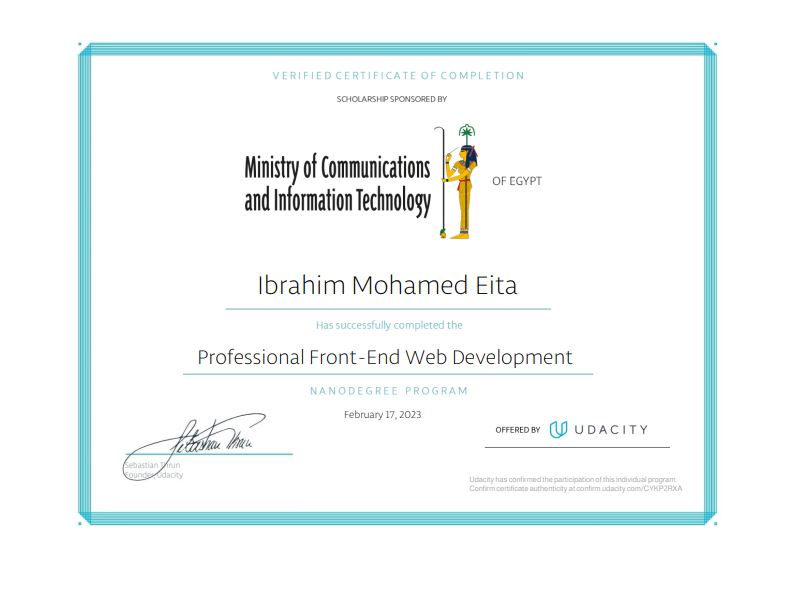 VERIFIED CERTIFICATE OF COMPLETION
SCHOLARSHIP SPONSORED BY
Ministry of Communications
and Information Technology
OF EGYPT
Ibrahim Mohamed Eita
Has successfully completed the
Professional Front-End Web Development
NANODEGREE PROGRAM
February 17, 2023
Sebastian Thrun
OFFERED BY UDACITY
Sebastian Thrun
Founder, Udacity
Udacity has confirmed the participation of this individual program.
Confirm certificate authenticity at confirm.udacity.com/CYKP2RXA